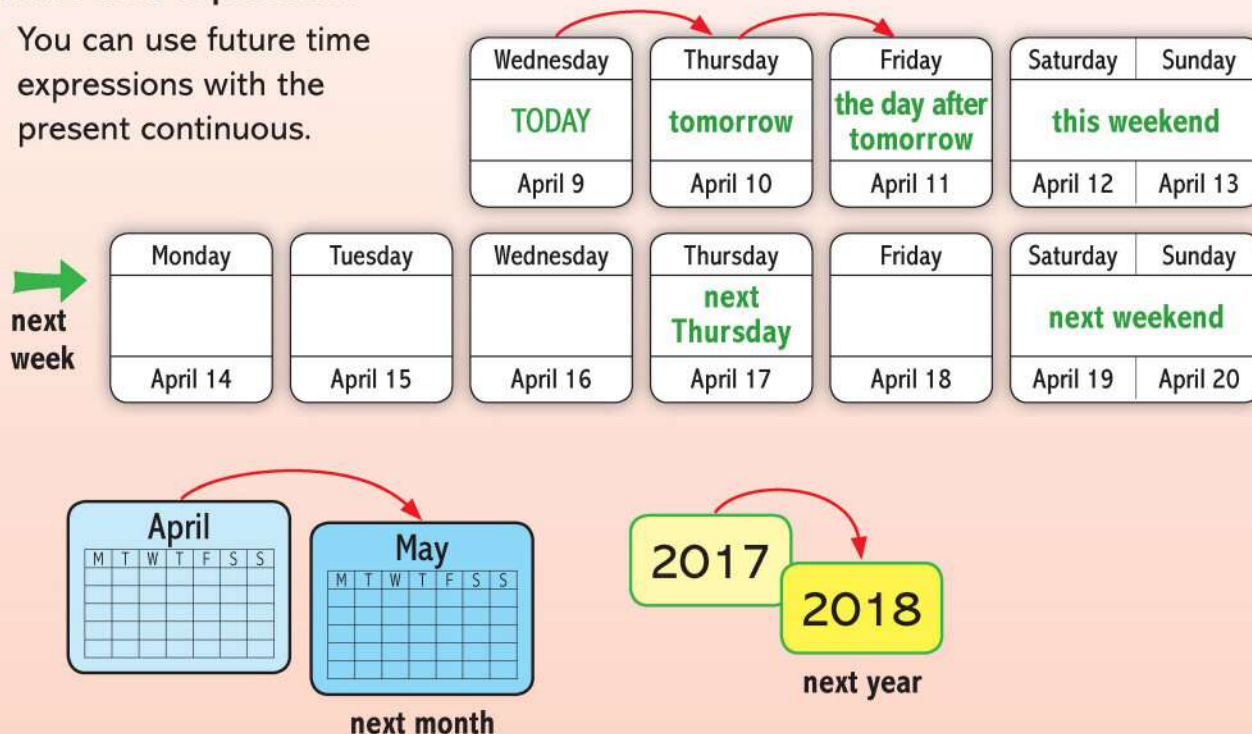 You can use future time
expressions with the
present continuous.
Wednesday
TODAY
April 9
Thursday
tomorrow
April 10
Friday
the day after
tomorrow
April 11
Saturday Sunday
this weekend
April 12 April 13
next
week
Monday
April 14
Tuesday
April 15
Wednesday
April 16
Thursday
next
Thursday
April 17
Friday
April 18
Saturday Sunday
next weekend
April 19 April 20
April
M T W T F S S
May
M T W T F S S
next month
2017
2018
next year